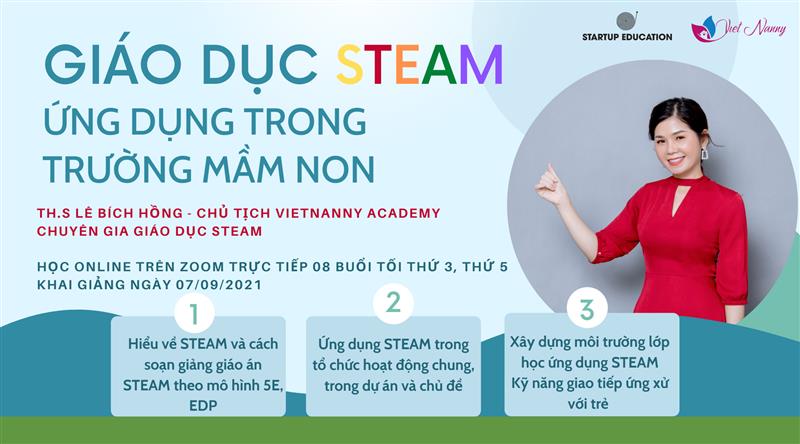 STARTUP EDUCATION
Viet Nanny
GIÁO DỤC STEAM
ỨNG DỤNG TRONG
TRƯỜNG MẦM NON
TH.S LÊ BÍCH HỒNG - CHỦ TỊCH VIETNANNY ACADEMY
CHUYÊN GIA GIÁO DỤC STEAM
HỌC ONLINE TRÊN ZOOM TRỰC TIẾP 08 BUỔI TỐI THỨ 3, THỨ 5
KHAI GIẢNG NGÀY 07/09/2021
1
Hiểu về STEAM và cách
soạn giảng giáo án
STEAM theo mô hình 5E,
EDP
2
Ứng dụng STEAM trong
tổ chức hoạt động chung,
trong dự án và chủ đề
3
Xây dựng môi trường lớp
học ứng dụng STEAM
Kỹ năng giao tiếp ứng xử
với trẻ